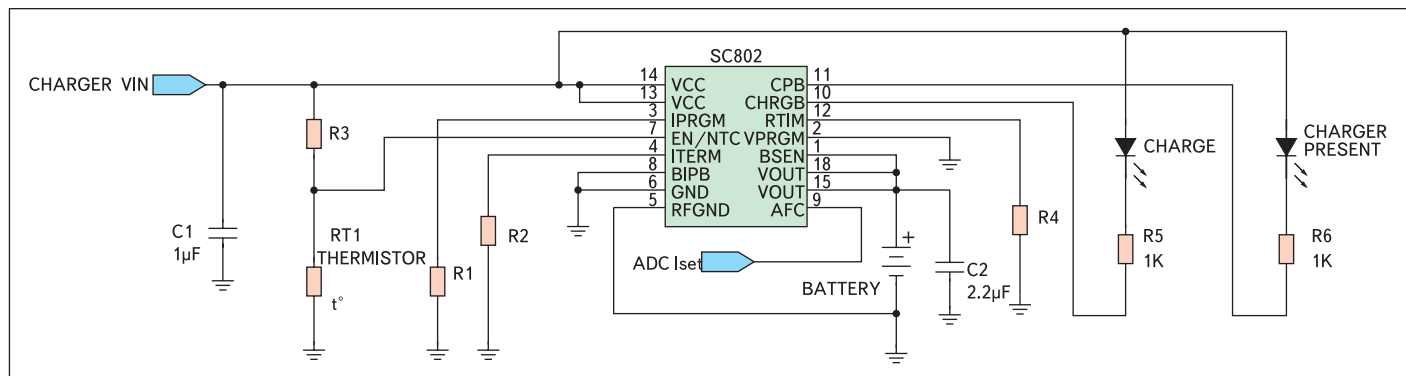 SC802
CHARGER VIN
14 VCC CPB 11
13 VCC CHRGB 10
3 IPRGM RTIM 12
7 EN/NTC VPRGM 2
4 ITERM BSEN 1
8 BIPB VOUT 18
6 GND VOUT 15
5 RFGND AFC 9
R3
CHARGE
CHARGER
PRESENT
C1
1µF
RT1
THERMISTOR
t°
R1
R2
ADC Iset
BATTERY
+
C2
2.2µF
R4
R5
1K
R6
1K